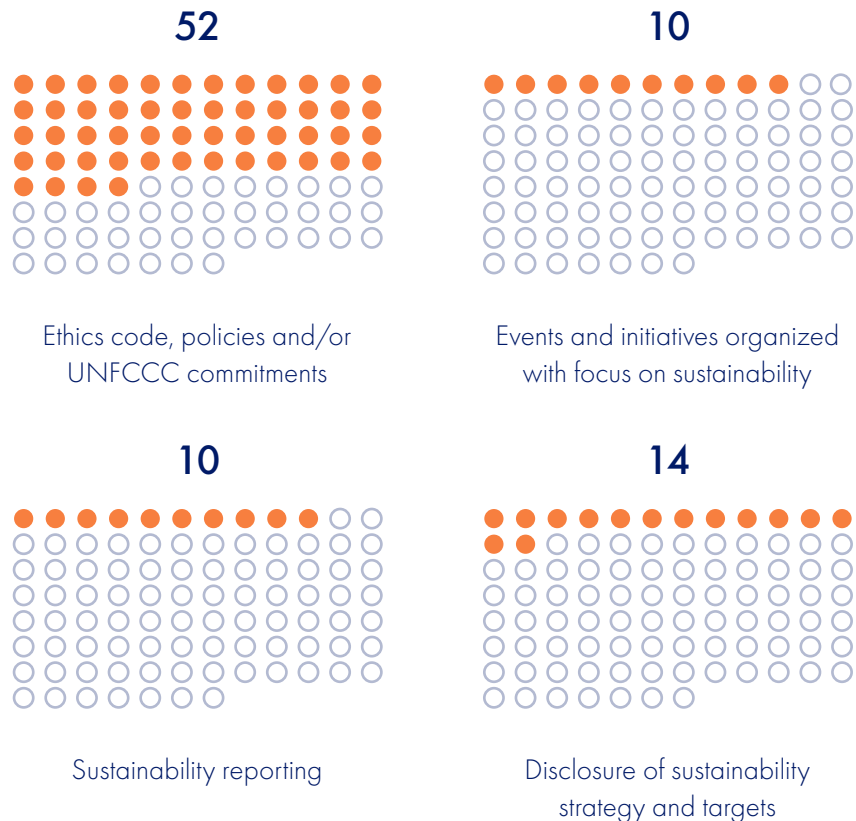 52
10
Ethics code, policies and/or
UNFCCC commitments
Events and initiatives organized
with focus on sustainability
10
14
Sustainability reporting
Disclosure of sustainability
strategy and targets